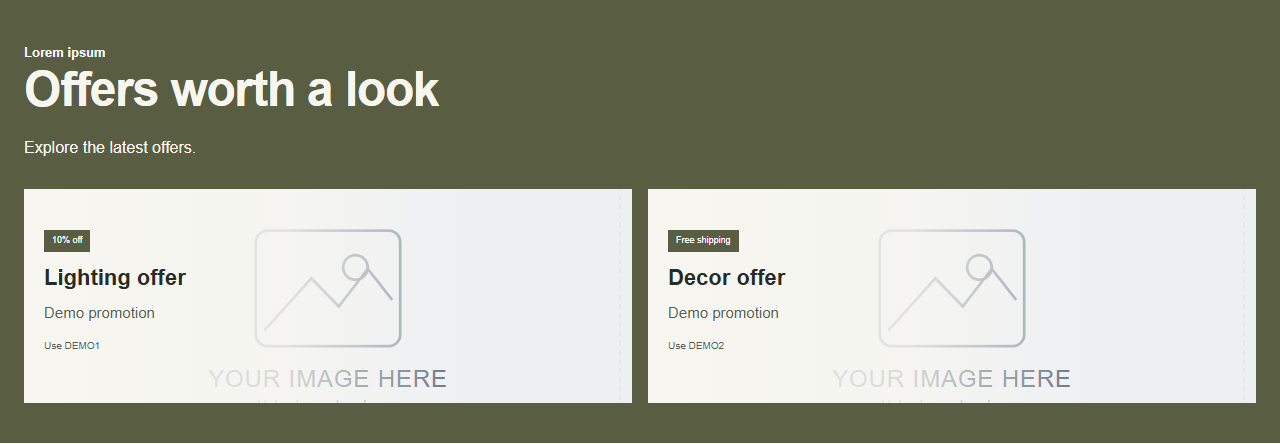 Lorem ipsum
Offers worth a look
Explore the latest offers.
10% off
Lighting offer
Demo promotion
Use DEMO1
YOUR IMAGE HERE
Free shipping
Decor offer
Demo promotion
Use DEMO2
YOUR IMAGE HERE